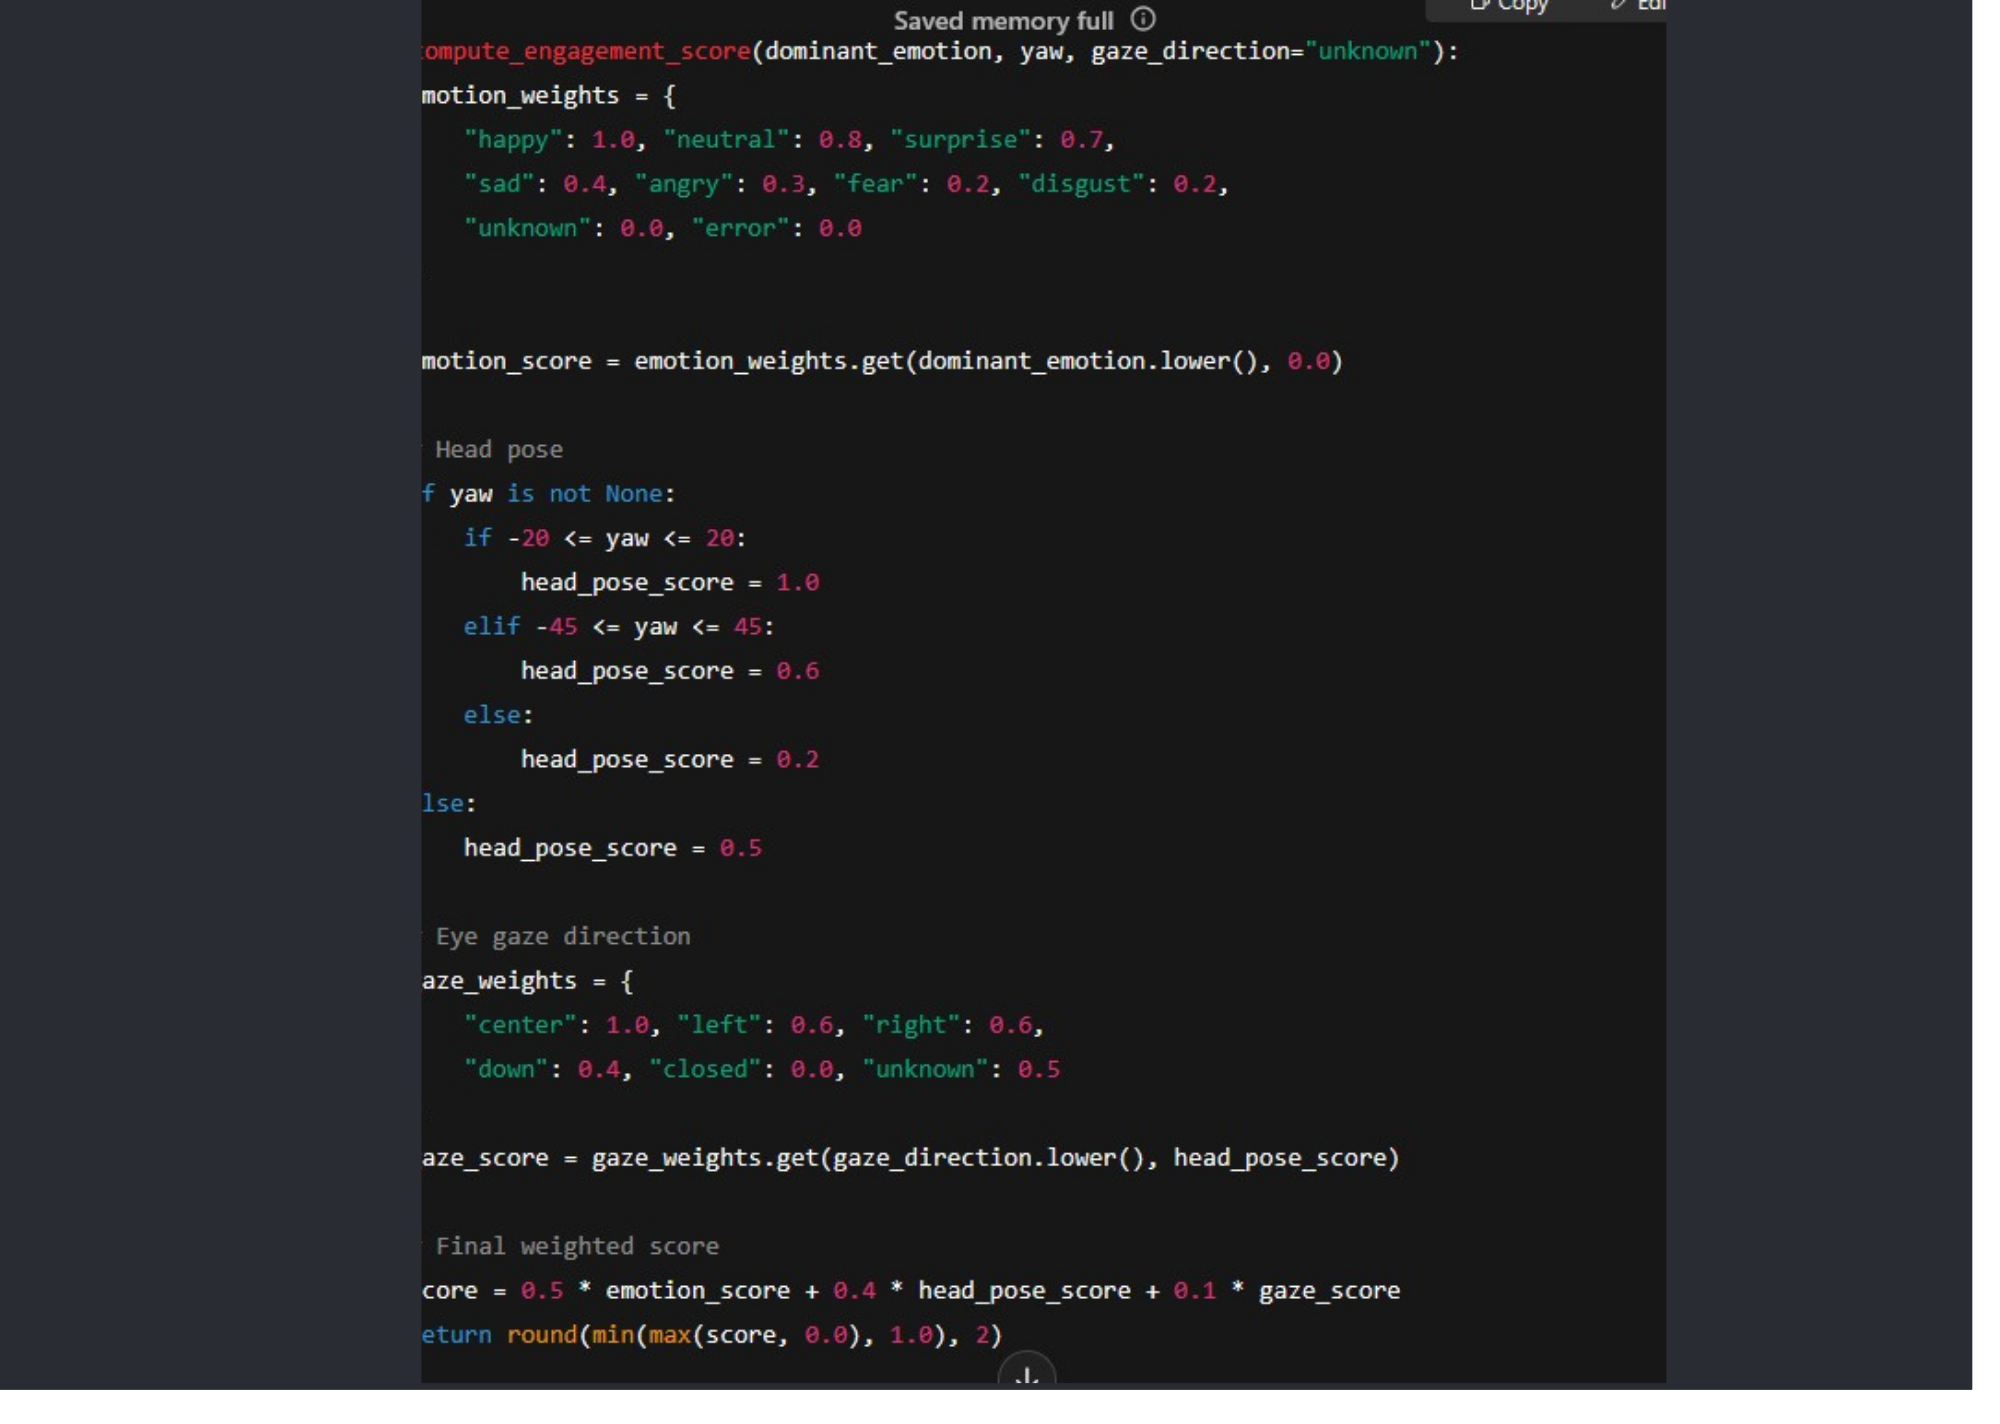 Copy Edi
Saved memory full
ompute_engagement_score(dominant_emotion, yaw, gaze_direction="unknown"):
motion_weights = {
"happy": 1.0, "neutral": 0.8, "surprise": 0.7,
"sad": 0.4, "angry": 0.3, "fear": 0.2, "disgust": 0.2,
"unknown": 0.0, "error": 0.0
motion_score = emotion_weights.get(dominant_emotion.lower(), 0.0)
Head pose
f yaw is not None:
if -20 <= yaw <= 20:
head_pose_score = 1.0
elif -45 <= yaw <= 45:
head_pose_score = 0.6
else:
head_pose_score = 0.2
lse:
head_pose_score = 0.5
Eye gaze direction
aze_weights = {
"center": 1.0, "left": 0.6, "right": 0.6,
"down": 0.4, "closed": 0.0, "unknown": 0.5
aze_score = gaze_weights.get(gaze_direction.lower(), head_pose_score)
Final weighted score
core = 0.5 * emotion_score + 0.4 * head_pose_score + 0.1 * gaze_score
eturn round(min(max(score, 0.0), 1.0), 2)